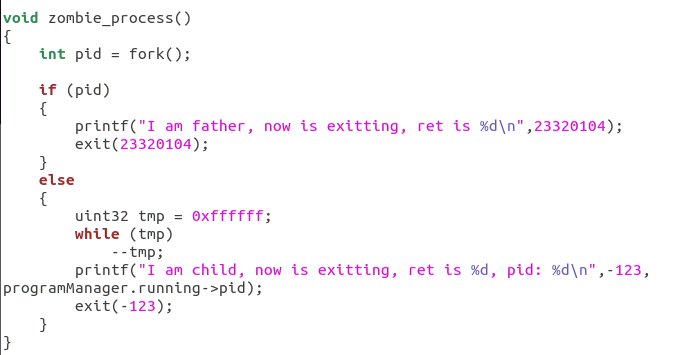 void zombie_process()
{
    int pid = fork();

    if (pid)
    {
        printf("I am father, now is exitting, ret is %d\n",23320104);
        exit(23320104);
    }
    else
    {
        uint32 tmp = 0xffffff;
        while (tmp)
            --tmp;
        printf("I am child, now is exitting, ret is %d, pid: %d\n",-123,
programManager.running->pid);
        exit(-123);
    }
}